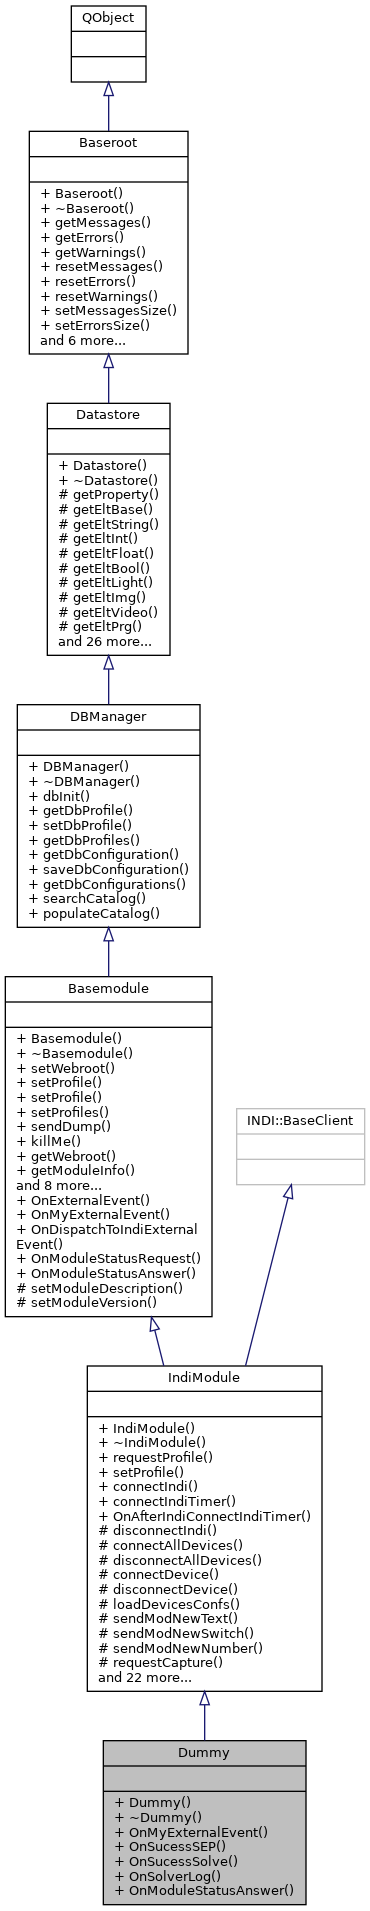 QObject
Baseroot
+ Baseroot()
+ ~Baseroot()
+ getMessages()
+ getErrors()
+ getWarnings()
+ resetMessages()
+ resetErrors()
+ resetWarnings()
+ setMessagesSize()
+ setErrorsSize()
and 6 more...
Datastore
+ Datastore()
+ ~Datastore()
# getProperty()
# getEltBase()
# getEltString()
# getEltInt()
# getEltFloat()
# getEltBool()
# getEltLight()
# getEltImg()
# getEltVideo()
# getEltPrg()
and 26 more...
DBManager
+ DBManager()
+ ~DBManager()
+ dbInit()
+ getDbProfile()
+ setDbProfile()
+ getDbProfiles()
+ getDbConfiguration()
+ saveDbConfiguration()
+ getDbConfigurations()
+ searchCatalog()
+ populateCatalog()
Basemodule
+ Basemodule()
+ ~Basemodule()
+ setWebroot()
+ setProfile()
+ setProfile()
+ setProfiles()
+ sendDump()
+ killMe()
+ getWebroot()
+ getModuleInfo()
and 8 more...
+ OnExternalEvent()
+ OnMyExternalEvent()
+ OnDispatchToIndiExternal
Event()
+ OnModuleStatusRequest()
+ OnModuleStatusAnswer()
# setModuleDescription()
# setModuleVersion()
INDI::BaseClient
IndiModule
+ IndiModule()
+ ~IndiModule()
+ requestProfile()
+ setProfile()
+ connectIndi()
+ connectIndiTimer()
+ OnAfterIndiConnectIndiTimer()
# disconnectIndi()
# connectAllDevices()
# disconnectAllDevices()
# connectDevice()
# disconnectDevice()
# loadDevicesConfs()
# sendModNewText()
# sendModNewSwitch()
# sendModNewNumber()
# requestCapture()
and 22 more...
Dummy
+ Dummy()
+ ~Dummy()
+ OnMyExternalEvent()
+ OnSucessSEP()
+ OnSucessSolve()
+ OnSolverLog()
+ OnModuleStatusAnswer()